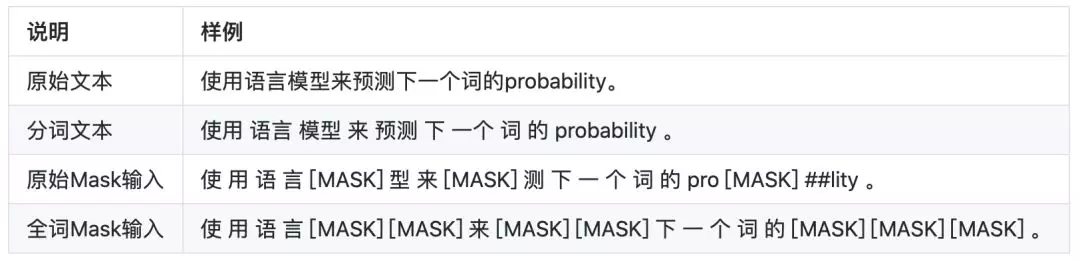 说明 样例
原始文本 使用语言模型来预测下一个词的probability。
分词文本 使用 语言 模型 来 预测 下 一个 词 的 probability 。
原始Mask输入 使 用 语 言 [MASK] 型 来 [MASK] 测 下 一 个 词 的 pro [MASK] ##lity 。
全词Mask输入 使 用 语 言 [MASK] [MASK] 来 [MASK] [MASK] 下 一 个 词 的 [MASK] [MASK] [MASK] 。